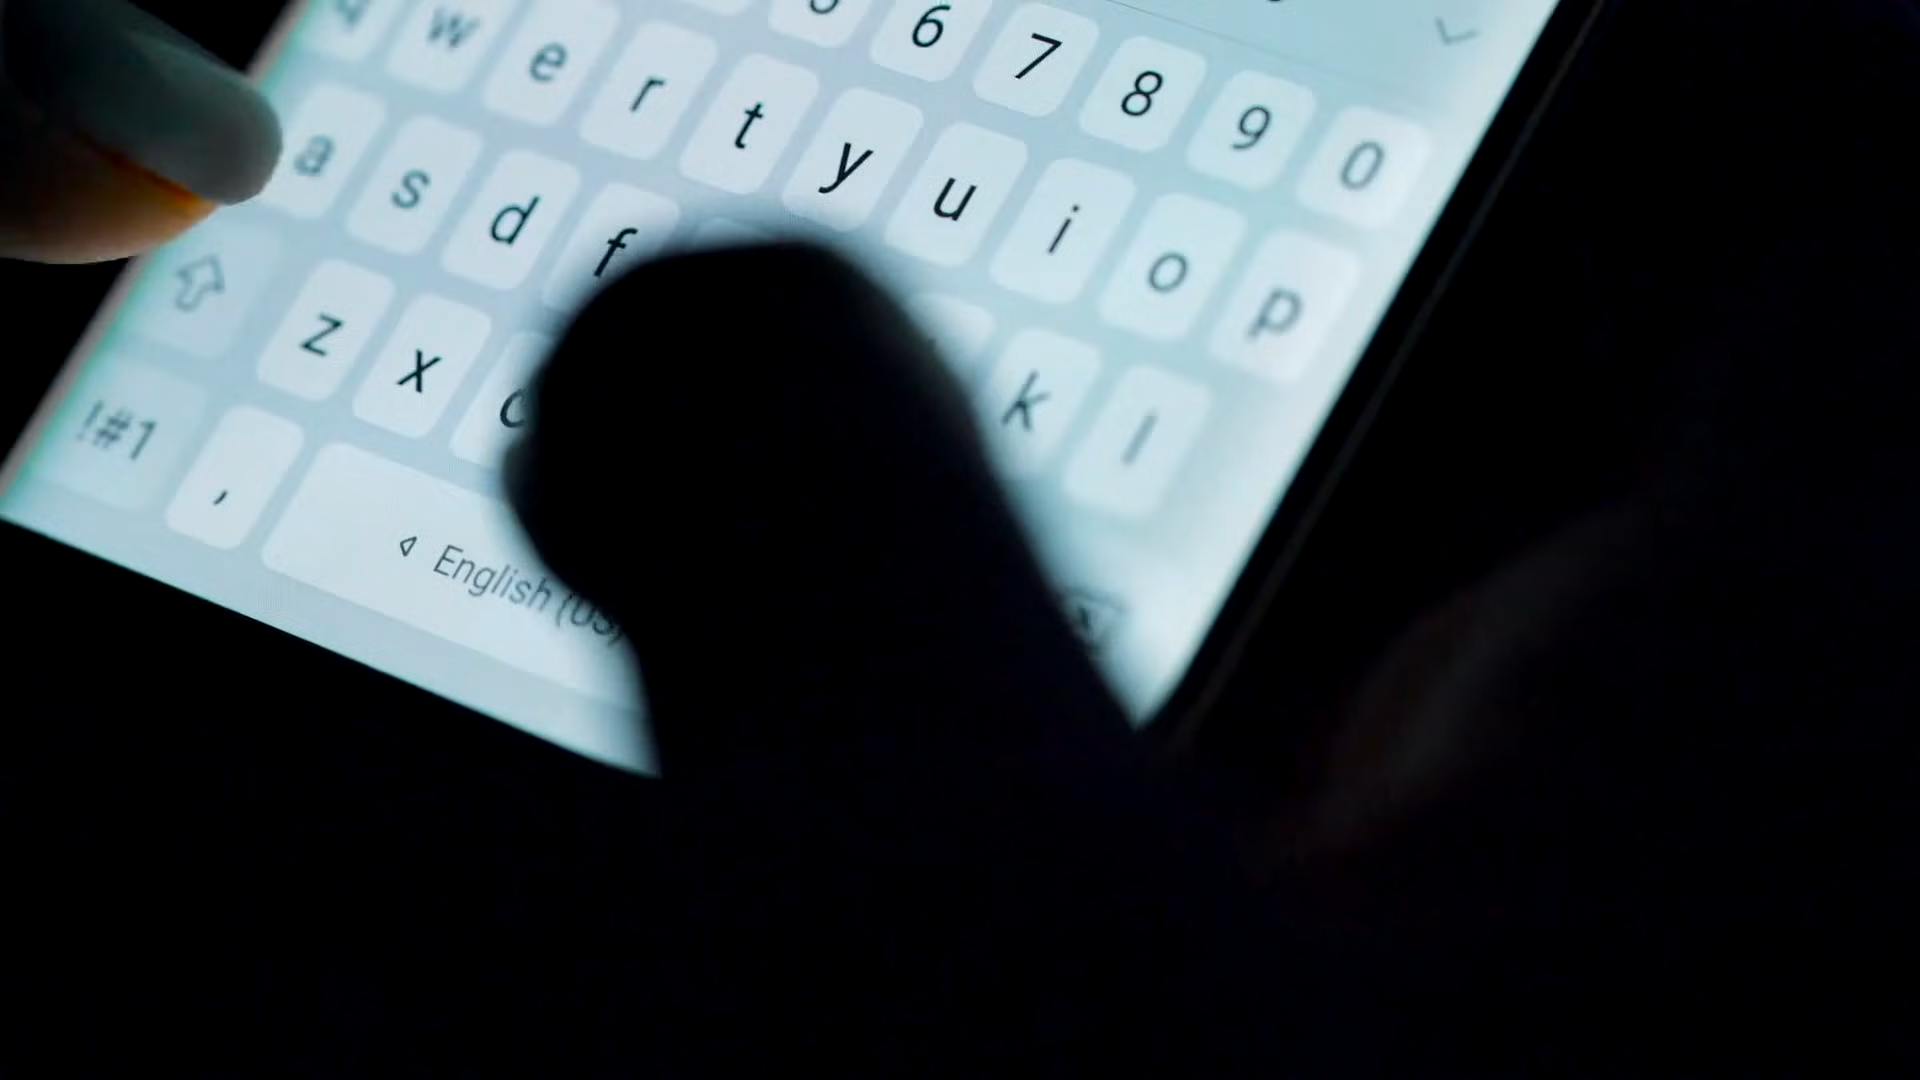 6 7 8 9 0
q w e r t y u i o p
a s d f k l
z x c
!#1 , English (US)